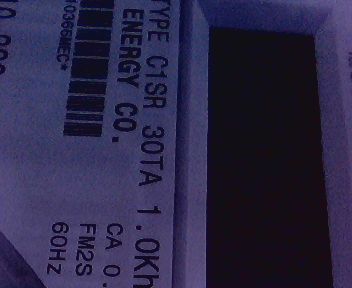 TYPE C1SR 30TA 1.0Kh
ENERGY CO.
CA 0.
FM2S
60HZ